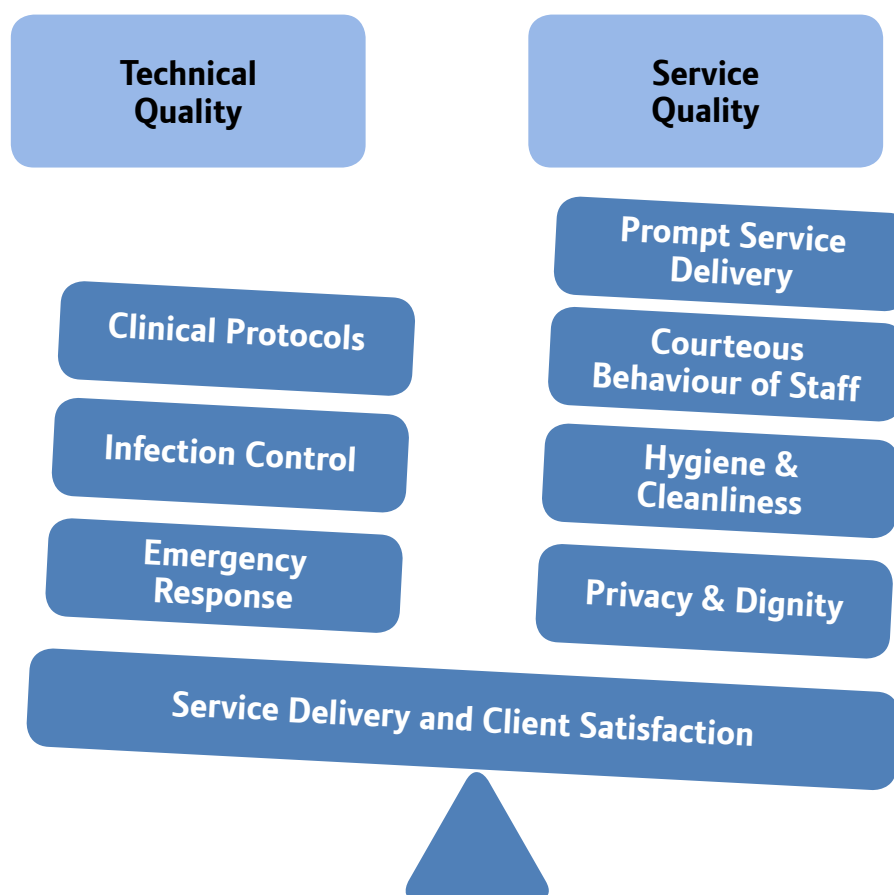 Technical
Quality
Service
Quality
Clinical Protocols
Infection Control
Emergency
Response
Prompt Service
Delivery
Courteous
Behaviour of Staff
Hygiene &
Cleanliness
Privacy & Dignity
Service Delivery and Client Satisfaction